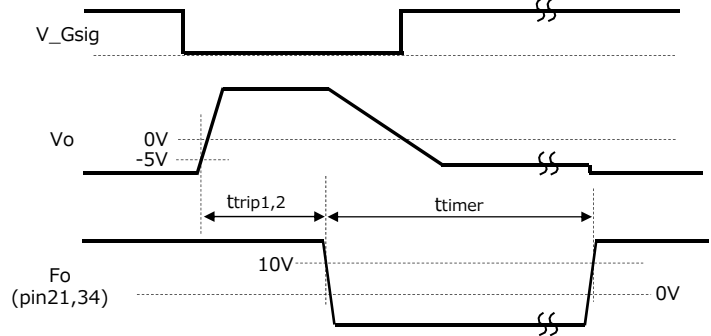 V_Gsig
Vo
0V
-5V
ttrip1,2
ttimer
10V
Fo
(pin21,34)
0V